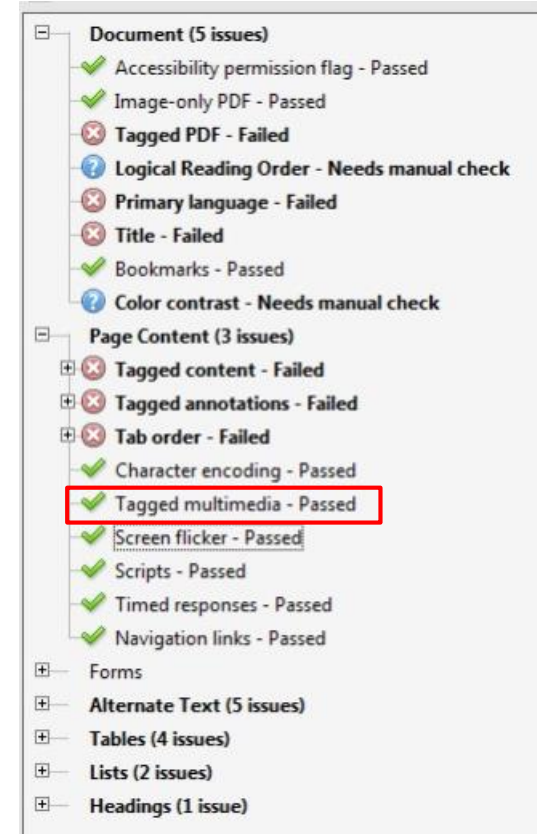 Document (5 issues)
Accessibility permission flag - Passed
Image-only PDF - Passed
Tagged PDF - Failed
Logical Reading Order - Needs manual check
Primary language - Failed
Title - Failed
Bookmarks - Passed
Color contrast - Needs manual check
Page Content (3 issues)
Tagged content - Failed
Tagged annotations - Failed
Tab order - Failed
Character encoding - Passed
Tagged multimedia - Passed
Screen flicker - Passed
Scripts - Passed
Timed responses - Passed
Navigation links - Passed
Forms
Alternate Text (5 issues)
Tables (4 issues)
Lists (2 issues)
Headings (1 issue)